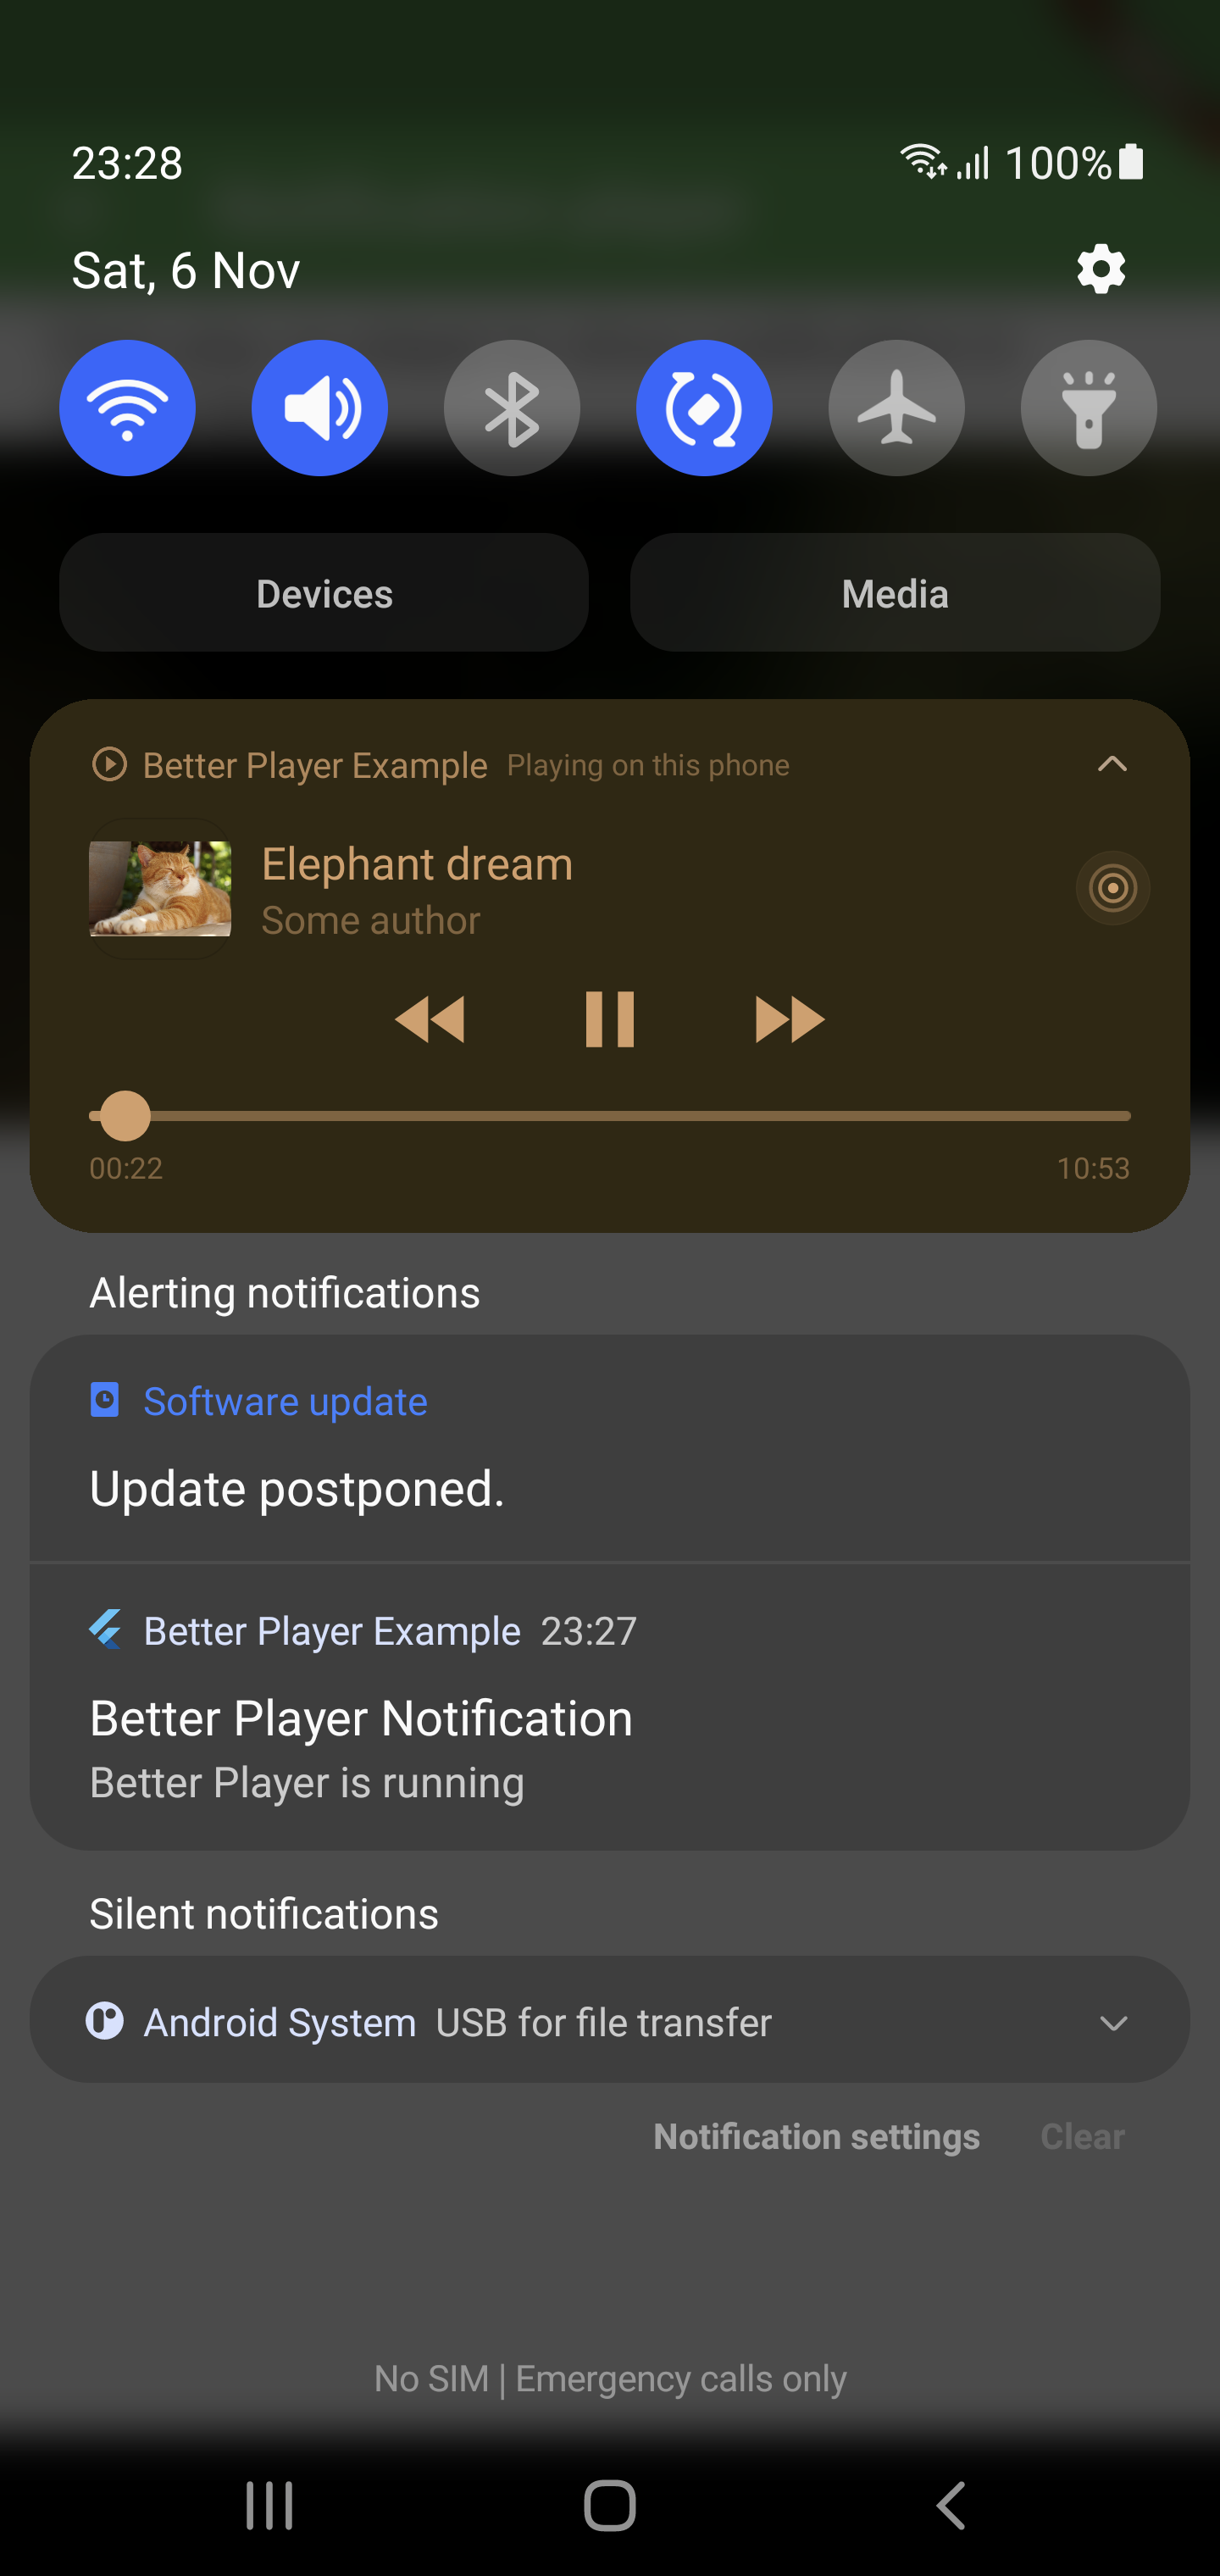 23:28 100%
Sat, 6 Nov
Devices Media
Better Player Example Playing on this phone
Elephant dream
Some author
00:22 10:53
Alerting notifications
Software update
Update postponed.
Better Player Example 23:27
Better Player Notification
Better Player is running
Silent notifications
Android System USB for file transfer
Notification settings Clear
No SIM | Emergency calls only